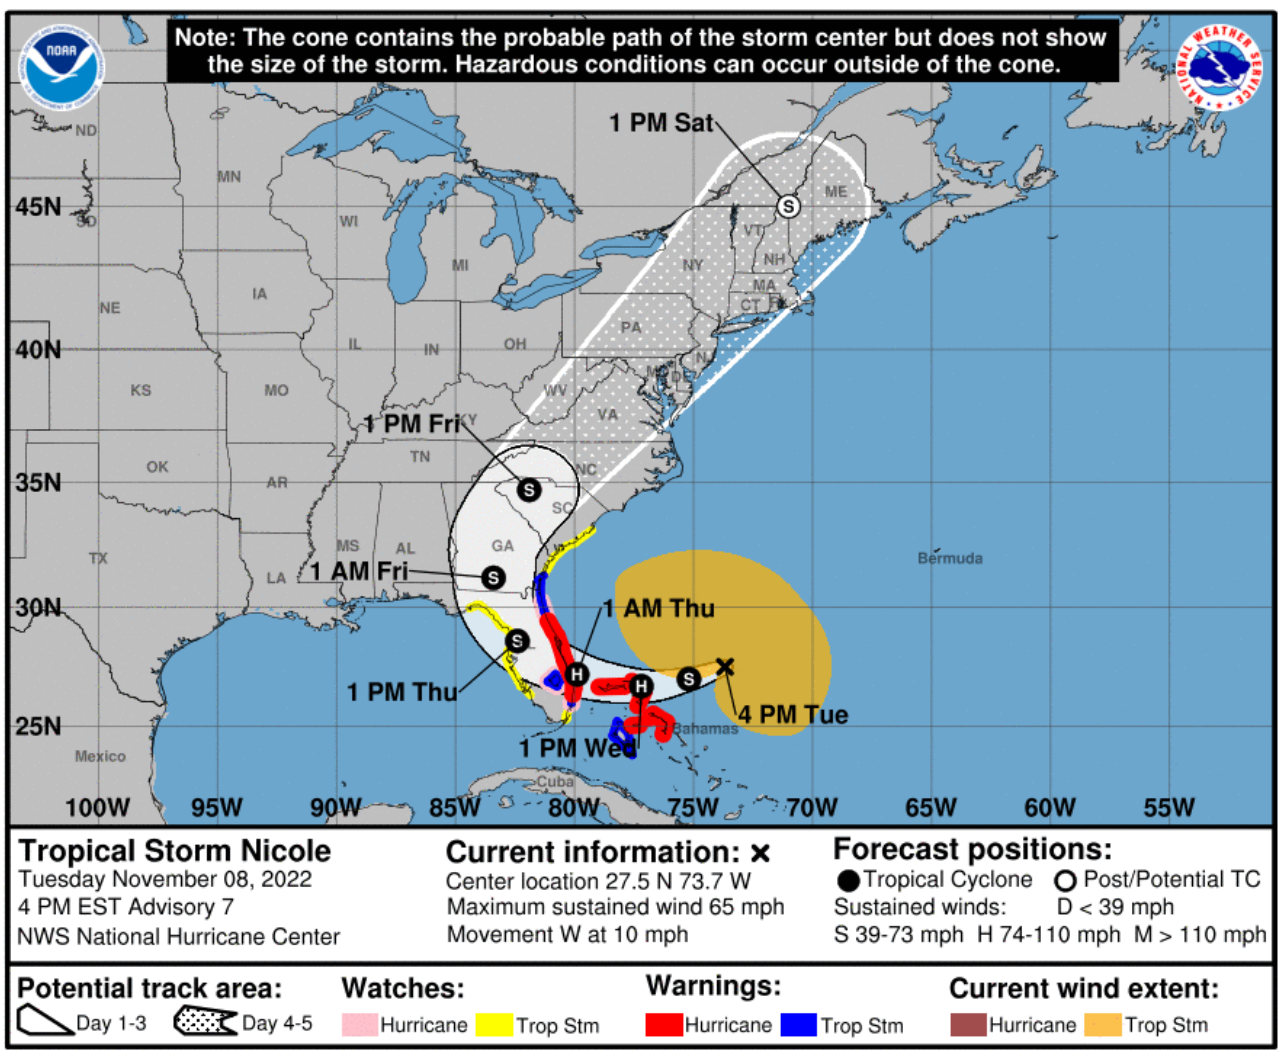 Note: The cone contains the probable path of the storm center but does not show
the size of the storm. Hazardous conditions can occur outside of the cone.
NOAA
NATIONAL WEATHER SERVICE
1 PM Sat
ND
MN
ME
45N
SD
WI
S
VT
MI
NY
NH
MA
NE
IA
CT
PA
40N
IL
IN
OH
NJ
DE
KS
MO
WV
VA
1 PM Fri
KY
TN
NC
OK
35N
AR
S
SC
MS
AL
GA
TX
Bermuda
LA
1 AM Fri
S
30N
1 AM Thu
S
H
S
H
1 PM Thu
4 PM Tue
25N
Bahamas
1 PM Wed
Mexico
Cuba
100W 95W 90W 85W 80W 75W 70W 65W 60W 55W
Tropical Storm Nicole
Tuesday November 08, 2022
4 PM EST Advisory 7
NWS National Hurricane Center
Current information: x
Center location 27.5 N 73.7 W
Maximum sustained wind 65 mph
Movement W at 10 mph
Forecast positions:
Tropical Cyclone Post/Potential TC
Sustained winds: D < 39 mph
S 39-73 mph H 74-110 mph M > 110 mph
Potential track area:
Day 1-3 Day 4-5
Watches:
Hurricane Trop Stm
Warnings:
Hurricane Trop Stm
Current wind extent:
Hurricane Trop Stm